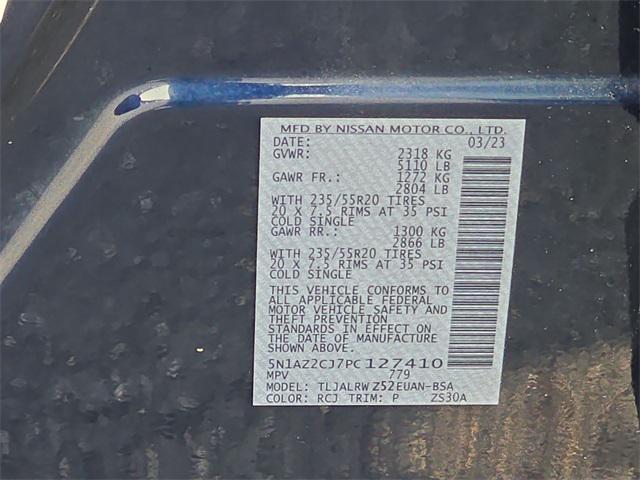 MFD BY NISSAN MOTOR CO., LTD.
DATE: 03/23
GVWR: 2318 KG
5110 LB
GAWR FR.: 1272 KG
2804 LB
WITH 235/55R20 TIRES
20 X 7.5 RIMS AT 35 PSI
COLD SINGLE
GAWR RR.: 1300 KG
2866 LB
WITH 235/55R20 TIRES
20 X 7.5 RIMS AT 35 PSI
COLD SINGLE
THIS VEHICLE CONFORMS TO
ALL APPLICABLE FEDERAL
MOTOR VEHICLE SAFETY AND
THEFT PREVENTION
STANDARDS IN EFFECT ON
THE DATE OF MANUFACTURE
SHOWN ABOVE.
5N1AZ2CJ7PC127410
MPV 779
MODEL: TLJALRWZ52EUAN-BSA
COLOR: RCJ TRIM: P ZS30A